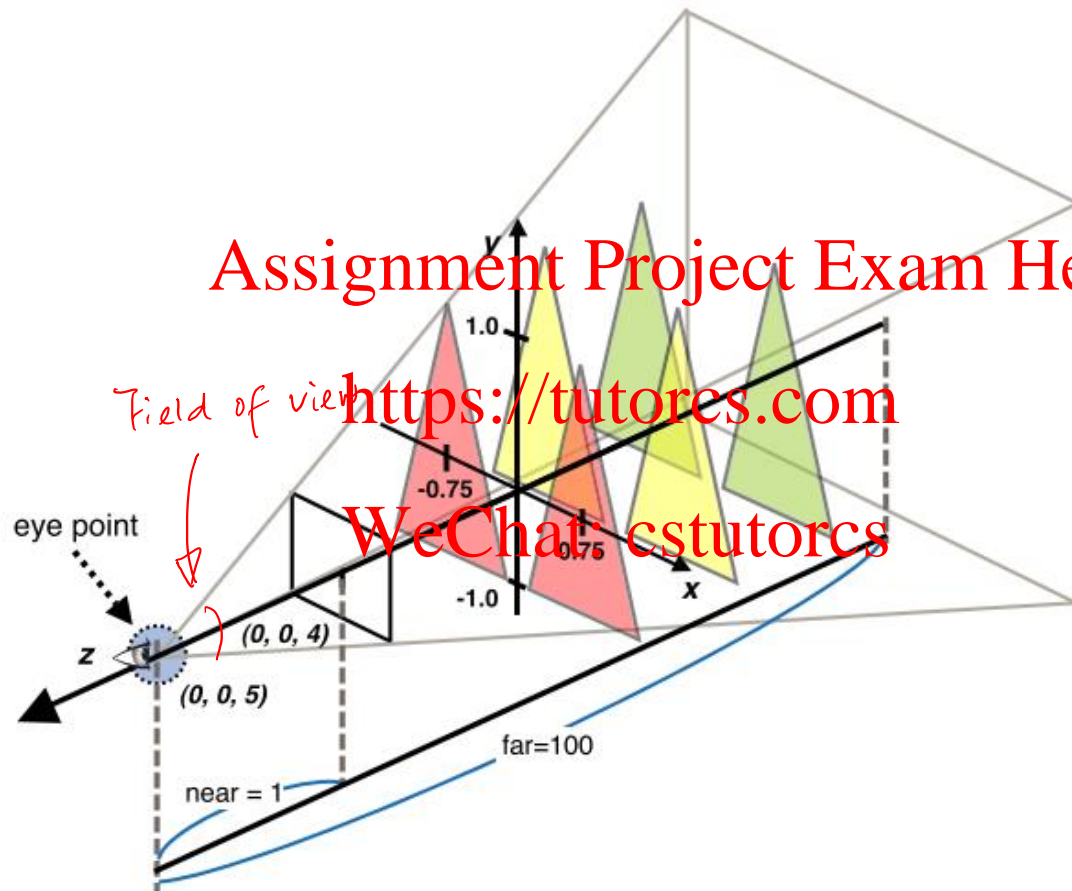 y
Assignment Project Exam He
1.0
Field of view
https://tutorcs.com
-0.75
eye point
WeChat: cstutorcs
0.75
x
-1.0
(0, 0, 4)
z
(0, 0, 5)
far=100
near = 1